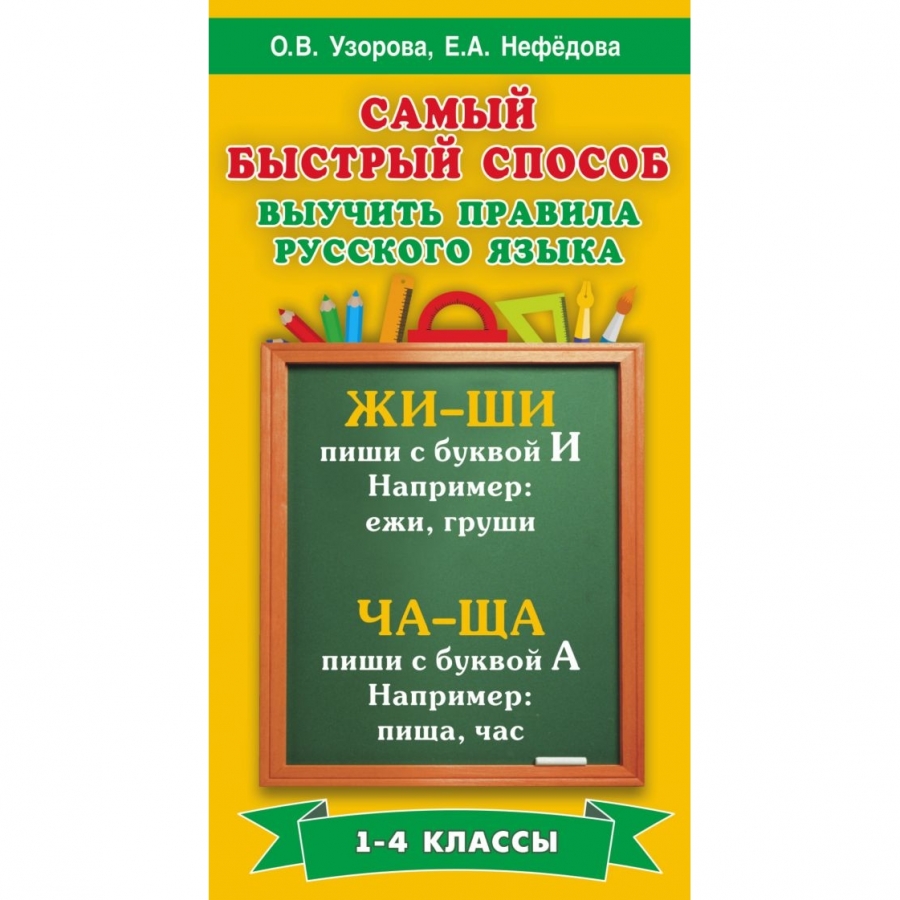 О.В. Узорова, Е.А. Нефёдова
САМЫЙ
БЫСТРЫЙ СПОСОБ
ВЫУЧИТЬ ПРАВИЛА
РУССКОГО ЯЗЫКА
ЖИ–ШИ
пиши с буквой И
Например:
ежи, груши
ЧА–ЩА
пиши с буквой А
Например:
пища, час
1-4 КЛАССЫ